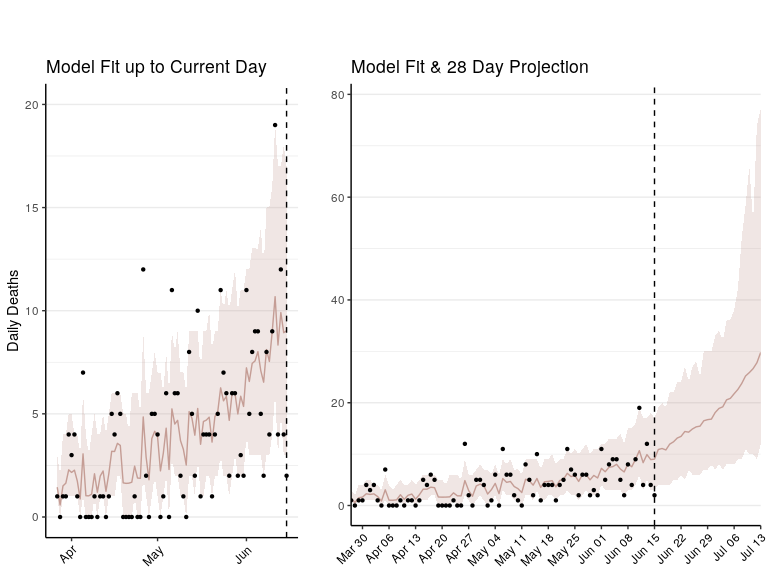 Model Fit up to Current Day
Model Fit & 28 Day Projection
Daily Deaths
20
15
10
5
0
Apr
May
Jun
80
60
40
20
0
Mar 30
Apr 06
Apr 13
Apr 20
Apr 27
May 04
May 11
May 18
May 25
Jun 01
Jun 08
Jun 15
Jun 22
Jun 29
Jul 06
Jul 13